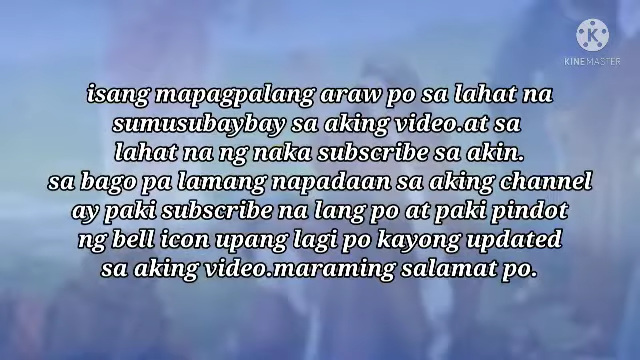 KINEMASTER
isang mapagpalang araw po sa lahat na
sumusubaybay sa aking video.at sa
lahat na ng naka subscribe sa akin.
sa bago pa lamang napadaan sa aking channel
ay paki subscribe na lang po at paki pindot
ng bell icon upang lagi po kayong updated
sa aking video.maraming salamat po.